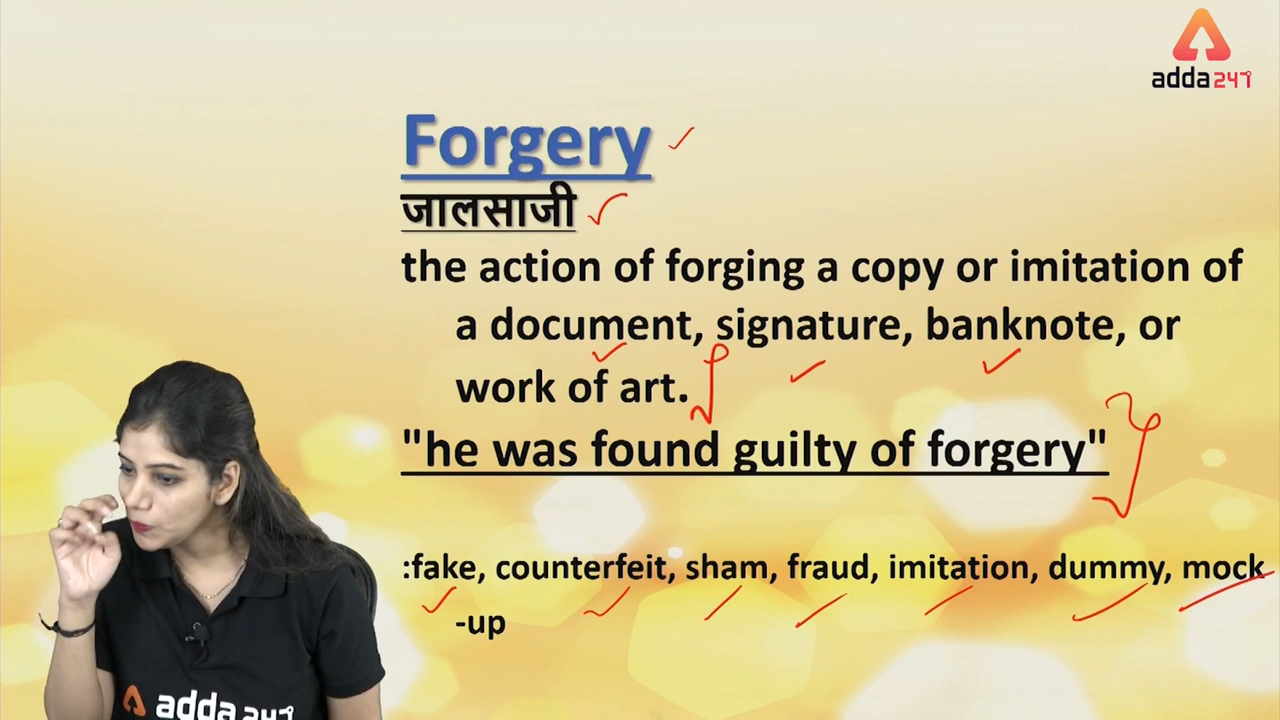 adda247
Forgery
जालसाजी
the action of forging a copy or imitation of
a document, signature, banknote, or
work of art.
"he was found guilty of forgery"
:fake, counterfeit, sham, fraud, imitation, dummy, mock
-up
adda247